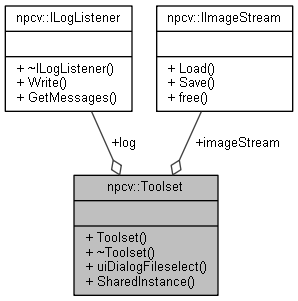 npcv::ILogListener
+ ~ILogListener()
+ Write()
+ GetMessages()
npcv::IImageStream
+ Load()
+ Save()
+ free()
+log
+imageStream
npcv::Toolset
+ Toolset()
+ ~Toolset()
+ uiDialogFileselect()
+ SharedInstance()